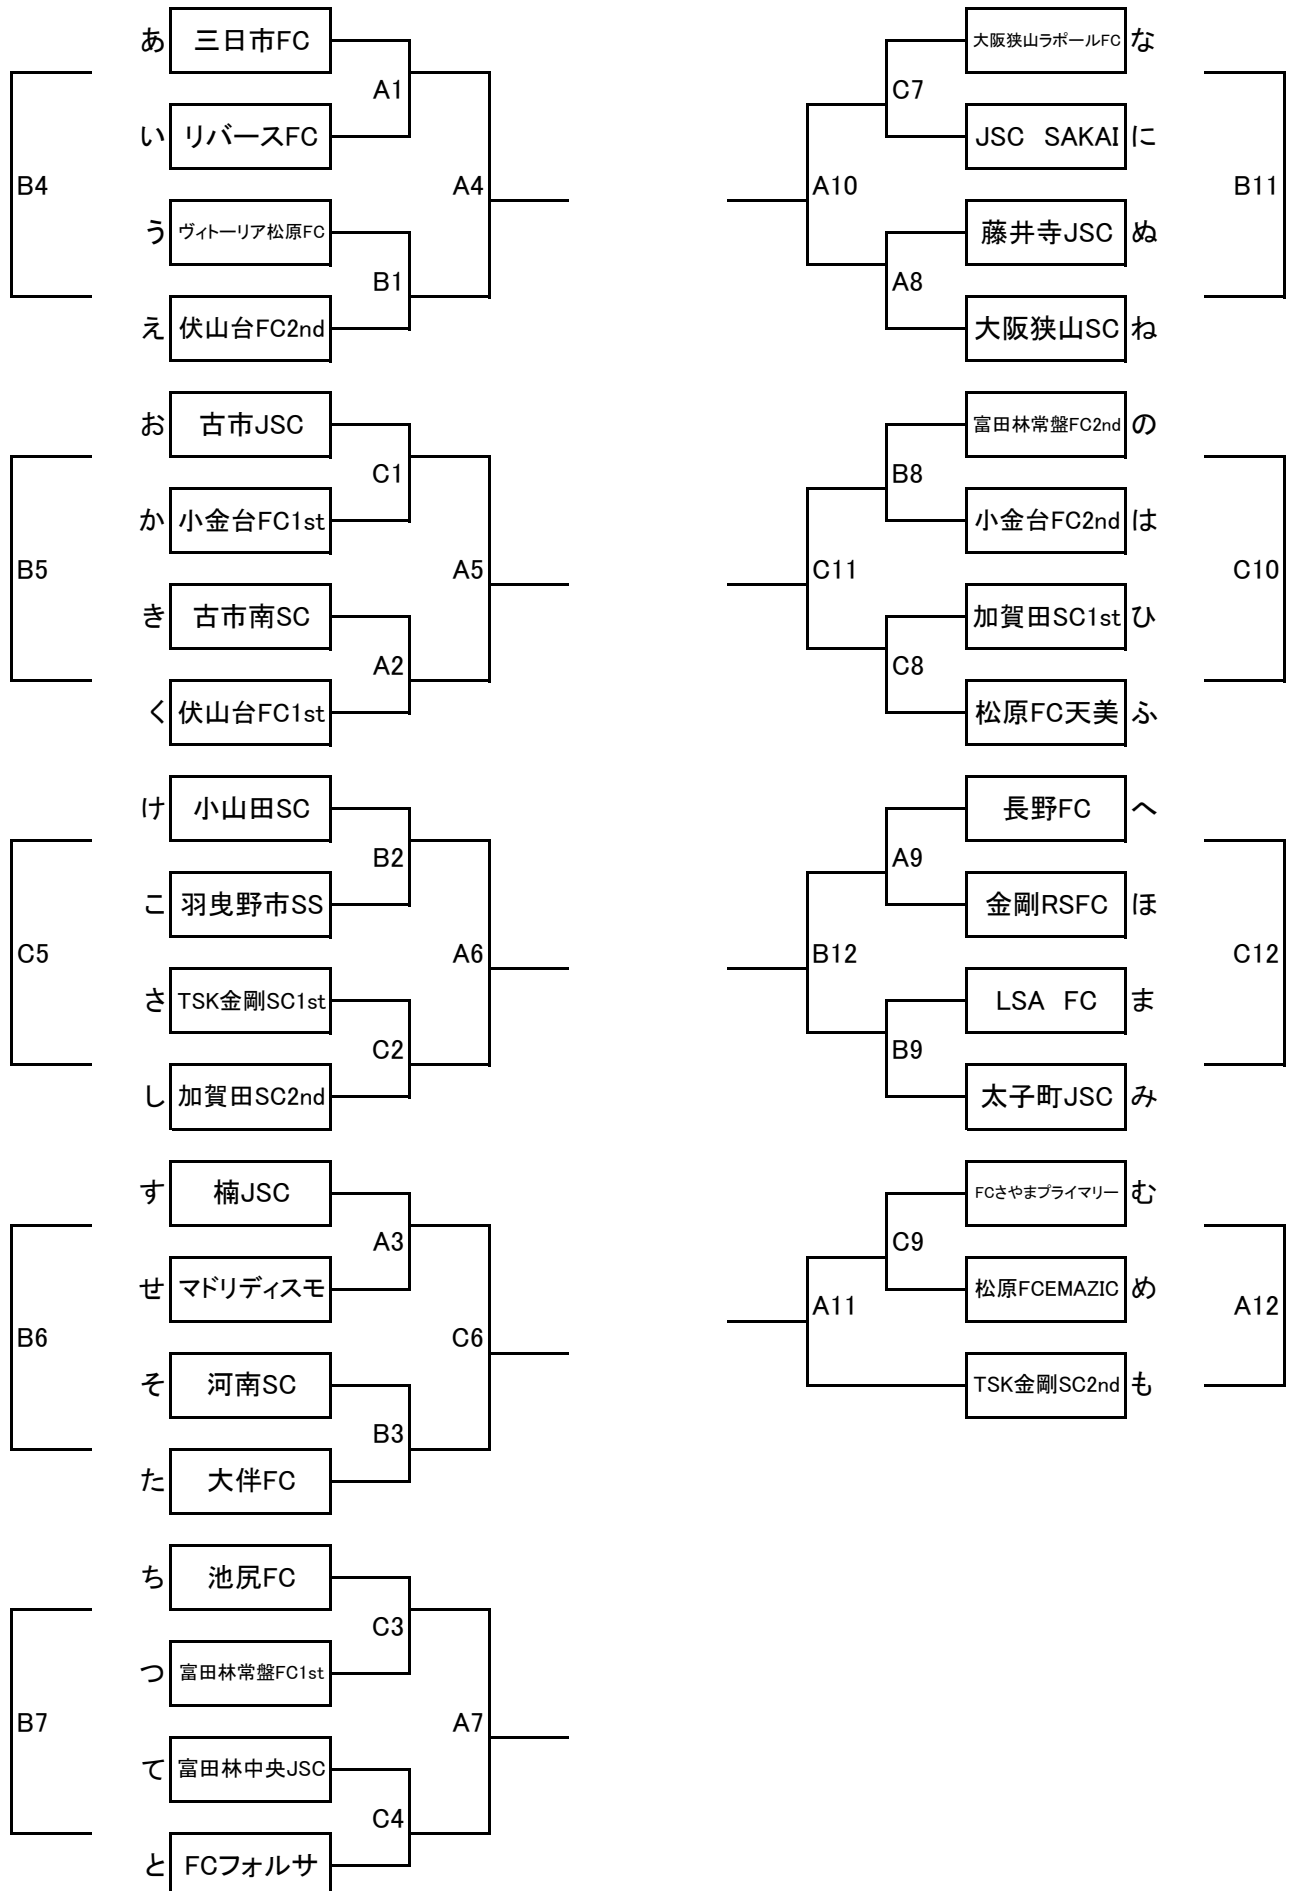 あ 三日市FC
A1
い リバースFC
B4
A4
う ヴィトーリア松原FC
B1
え 伏山台FC2nd
お 古市JSC
C1
か 小金台FC1st
B5
A5
き 古市南SC
A2
く 伏山台FC1st
け 小山田SC
B2
こ 羽曳野市SS
C5
A6
さ TSK金剛SC1st
C2
し 加賀田SC2nd
す 楠JSC
A3
せ マドリディスモ
B6
C6
そ 河南SC
B3
た 大伴FC
ち 池尻FC
C3
つ 富田林常盤FC1st
B7
A7
て 富田林中央JSC
C4
と FCフォルサ
大阪狭山ラポールFC な
C7
JSC SAKAI に
A10
B11
藤井寺JSC ぬ
A8
大阪狭山SC ね
富田林常盤FC2nd の
B8
小金台FC2nd は
C11
C10
加賀田SC1st ひ
C8
松原FC天美 ふ
長野FC へ
A9
金剛RSFC ほ
B12
C12
LSA FC ま
B9
太子町JSC み
FCさやまプライマリー む
C9
松原FCEMAZIC め
A11
A12
TSK金剛SC2nd も